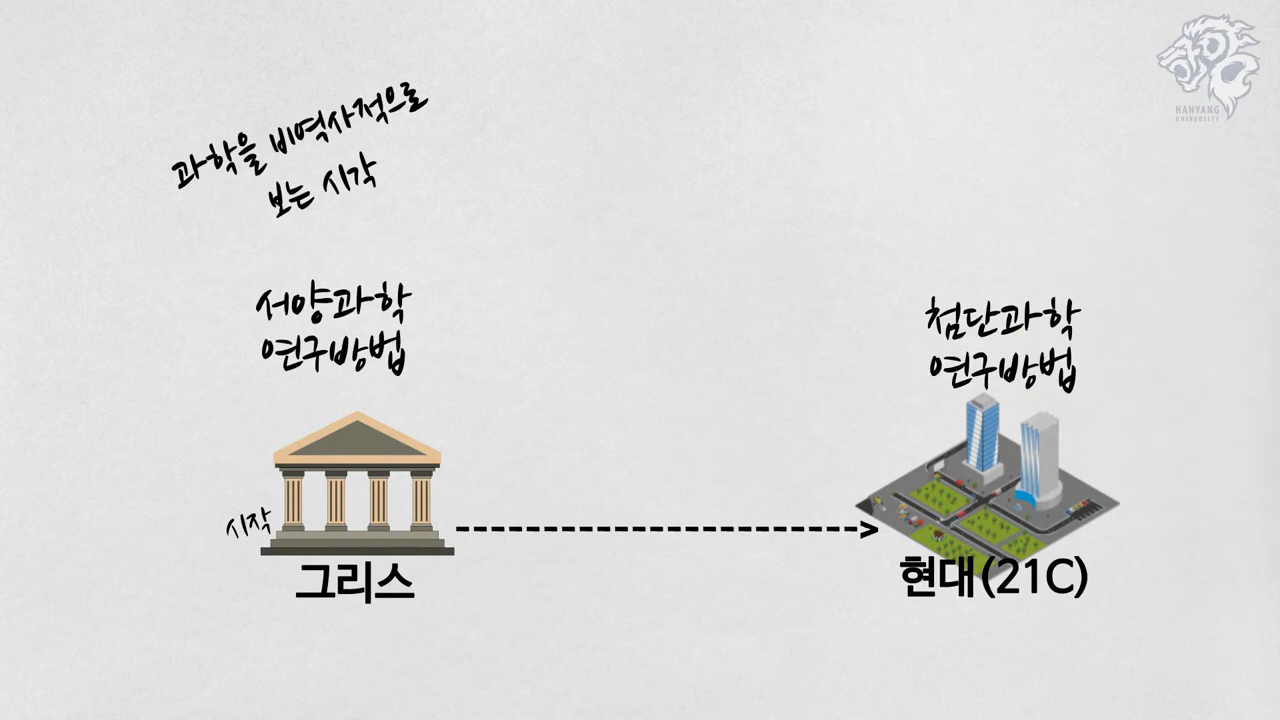 과학을 비역사적으로
보는 시각
서양과학
연구방법
첨단과학
연구방법
시작
그리스
현대(21C)
한양
HANYANG
UNIVERSITY